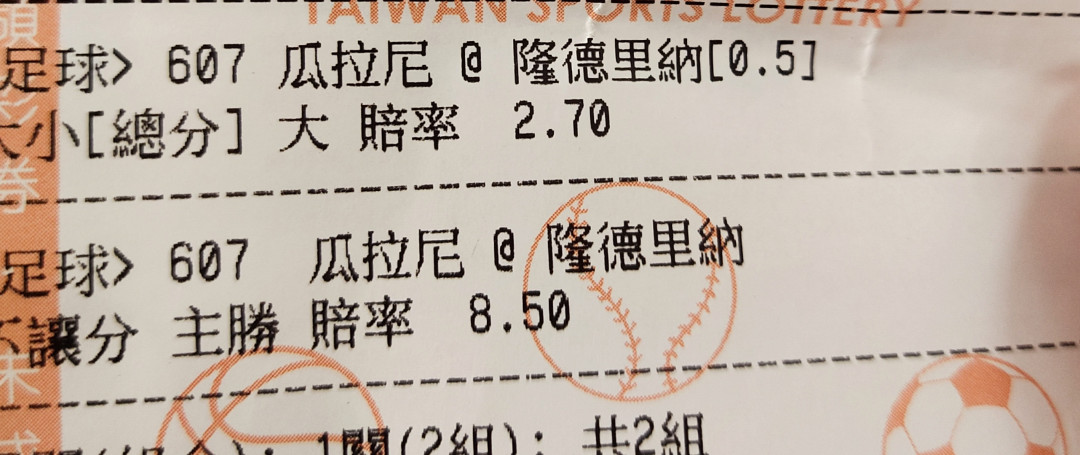 TAIWAN SPORTS LOTTERY
足球> 607 瓜拉尼 @ 隆德里納[0.5]
大小[總分] 大 賠率 2.70
足球> 607 瓜拉尼 @ 隆德里納
不讓分 主勝 賠率 8.50
1關(2組): 共2組